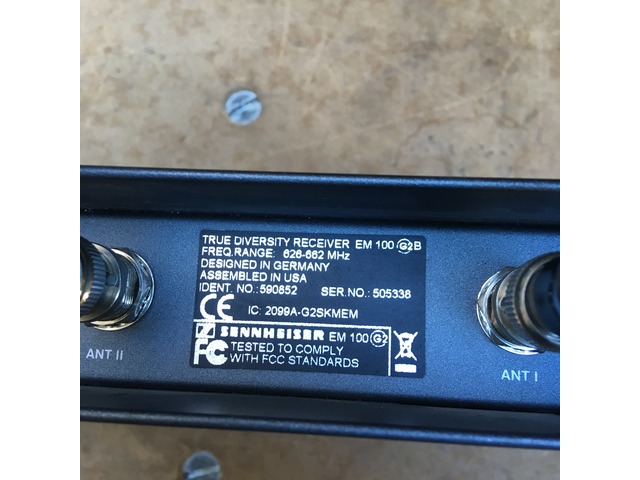 TRUE DIVERSITY RECEIVER EM 100 G2 B
FREQ.RANGE: 626-662 MHz
DESIGNED IN GERMANY
ASSEMBLED IN USA
IDENT. NO.:590852 SER.NO.: 505338
CE IC: 2099A-G2SKMEM
SENNHEISER EM 100 G2
FC TESTED TO COMPLY
WITH FCC STANDARDS
ANT II
ANT I